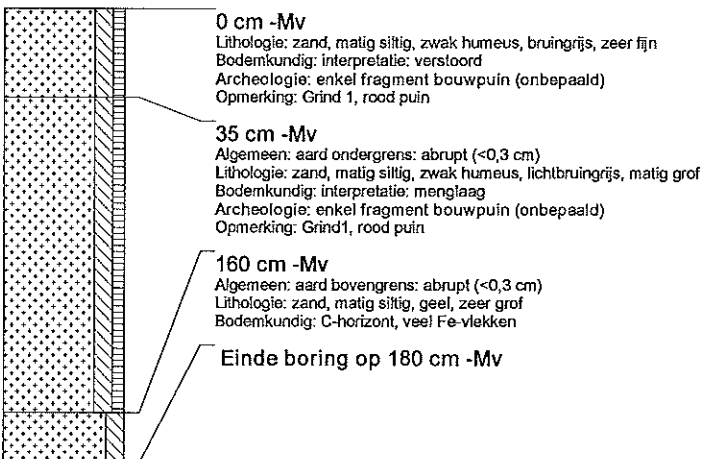 0 cm -Mv
Lithologie: zand, matig siltig, zwak humeus, bruingrijs, zeer fijn
Bodemkundig: interpretatie: verstoord
Archeologie: enkel fragment bouwpuin (onbepaald)
Opmerking: Grind 1, rood puin
35 cm -Mv
Algemeen: aard ondergrens: abrupt (<0,3 cm)
Lithologie: zand, matig siltig, zwak humeus, lichtbruingrijs, matig grof
Bodemkundig: interpretatie: menglaag
Archeologie: enkel fragment bouwpuin (onbepaald)
Opmerking: Grind1, rood puin
160 cm -Mv
Algemeen: aard bovengrens: abrupt (<0,3 cm)
Lithologie: zand, matig siltig, geel, zeer grof
Bodemkundig: C-horizont, veel Fe-vlekken
Einde boring op 180 cm -Mv